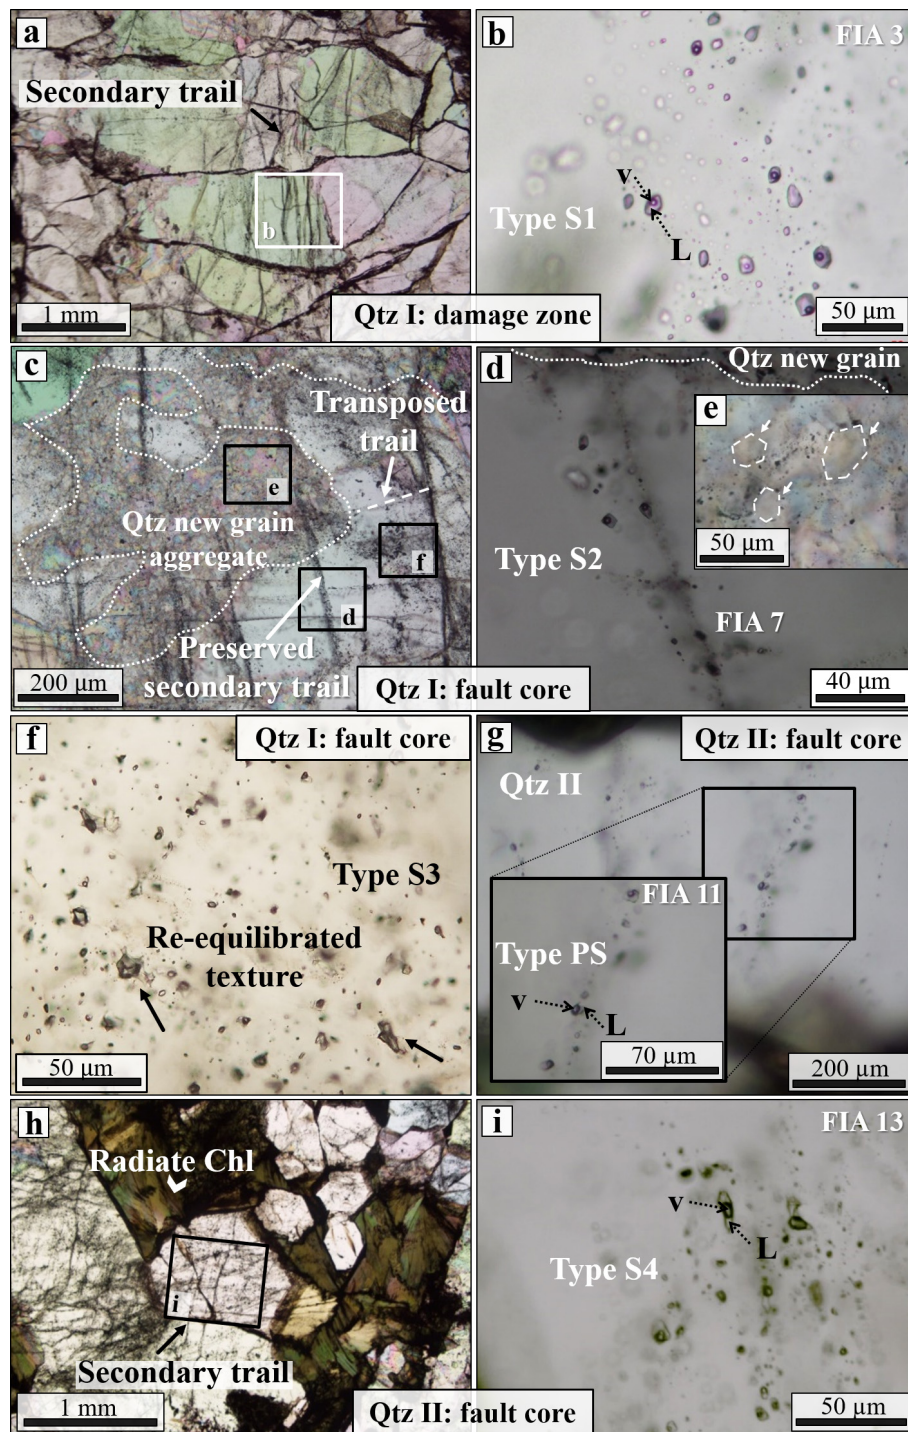 a
Secondary trail
b
1 mm
Qtz I: damage zone
b
FIA 3
v
Type S1
L
50 µm
c
Transposed
trail
e
Qtz new grain
aggregate
f
d
Preserved
secondary trail
200 µm
Qtz I: fault core
d
Qtz new grain
e
50 µm
Type S2
FIA 7
40 µm
f
Qtz I: fault core
Type S3
Re-equilibrated
texture
50 µm
g
Qtz II: fault core
Qtz II
FIA 11
Type PS
v
L
70 µm
200 µm
h
Radiate Chl
i
Secondary trail
1 mm
Qtz II: fault core
i
FIA 13
v
L
Type S4
50 µm